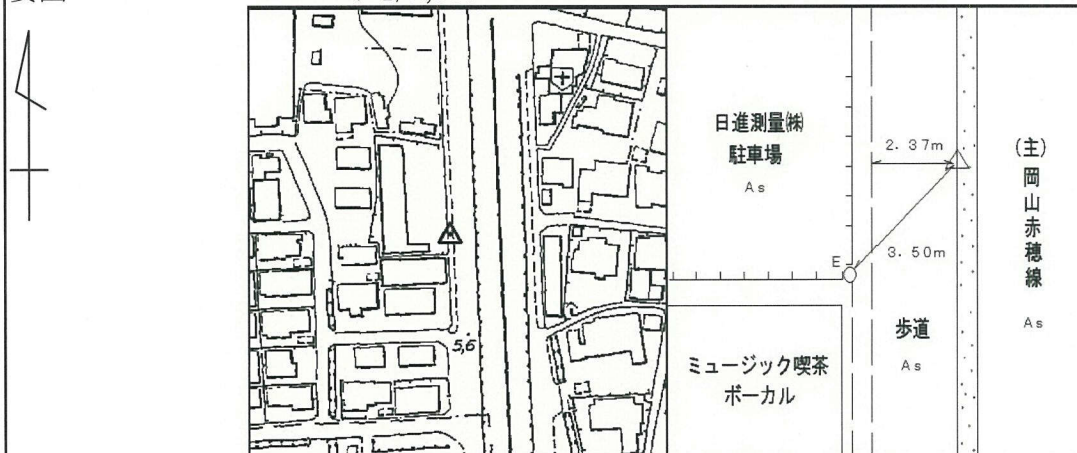 5,6
日進測量㈱
駐車場
As
2.37m
E
3.50m
(主)岡山赤穂線
As
歩道
As
ミュージック喫茶
ボーカル